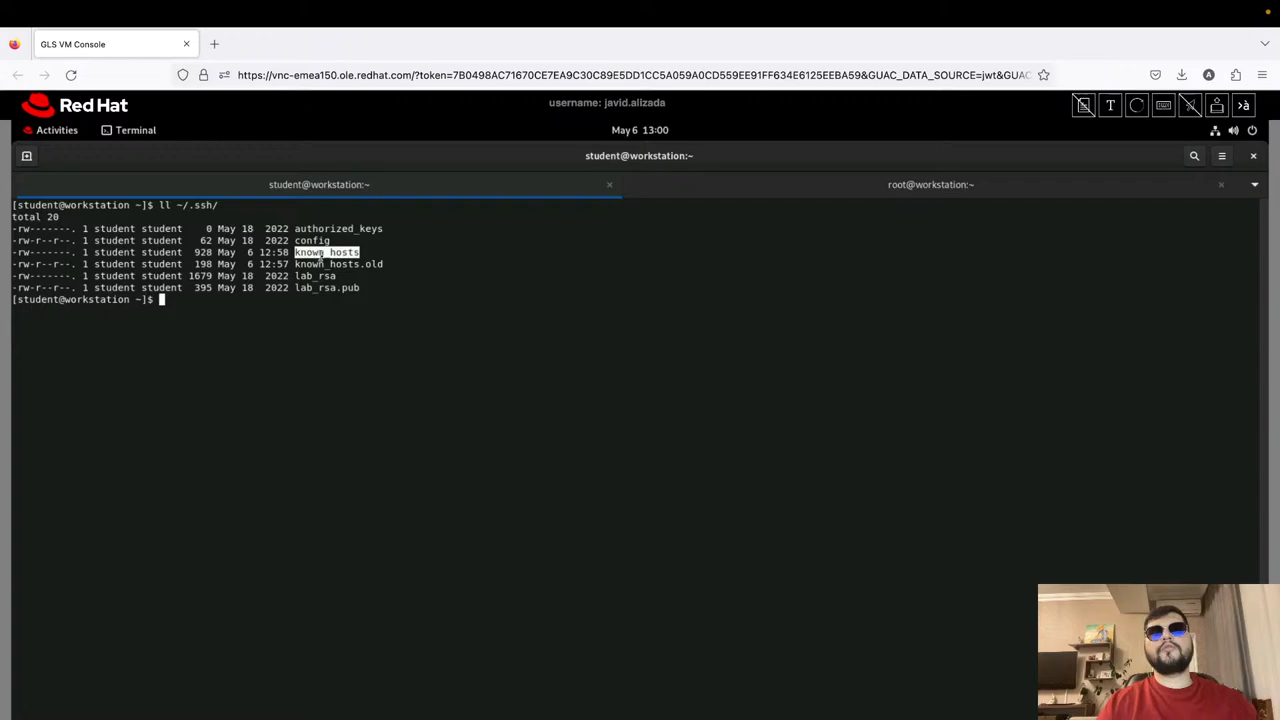 GLS VM Console
https://vnc-emea150.ole.redhat.com/?token=7B0498AC71670CE7EA9C30C89E5DD1CC5A059A0CD559EE91FF634E6125EEBA59&GUAC_DATA_SOURCE=jwt&GUAC
A
Red Hat
username: javid.alizada
Activities Terminal
May 6 13:00
student@workstation:~
student@workstation:~ root@workstation:~
[student@workstation ~]$ ll ~/.ssh/
total 20
-rw-------. 1 student student 0 May 18 2022 authorized_keys
-rw-r--r--. 1 student student 62 May 18 2022 config
-rw-------. 1 student student 928 May 6 12:58 known_hosts
-rw-r--r--. 1 student student 198 May 6 12:57 known_hosts.old
-rw-------. 1 student student 1679 May 18 2022 lab_rsa
-rw-r--r--. 1 student student 395 May 18 2022 lab_rsa.pub
[student@workstation ~]$